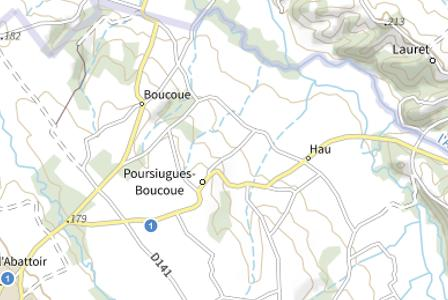 213
182
Lauret
Boucoue
Hau
Poursiugues-
Boucoue
179
1
D141
l'Abattoir
1